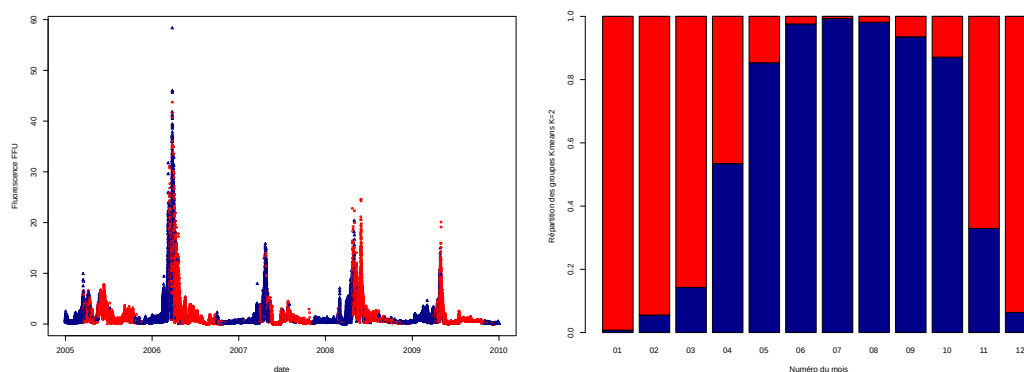 Fluorescence FFU
60
50
40
30
20
10
0
2005 2006 2007 2008 2009 2010
date
Répartition des groupes Kmeans K=2
1.0
0.8
0.6
0.4
0.2
0.0
01 02 03 04 05 06 07 08 09 10 11 12
Numéro du mois